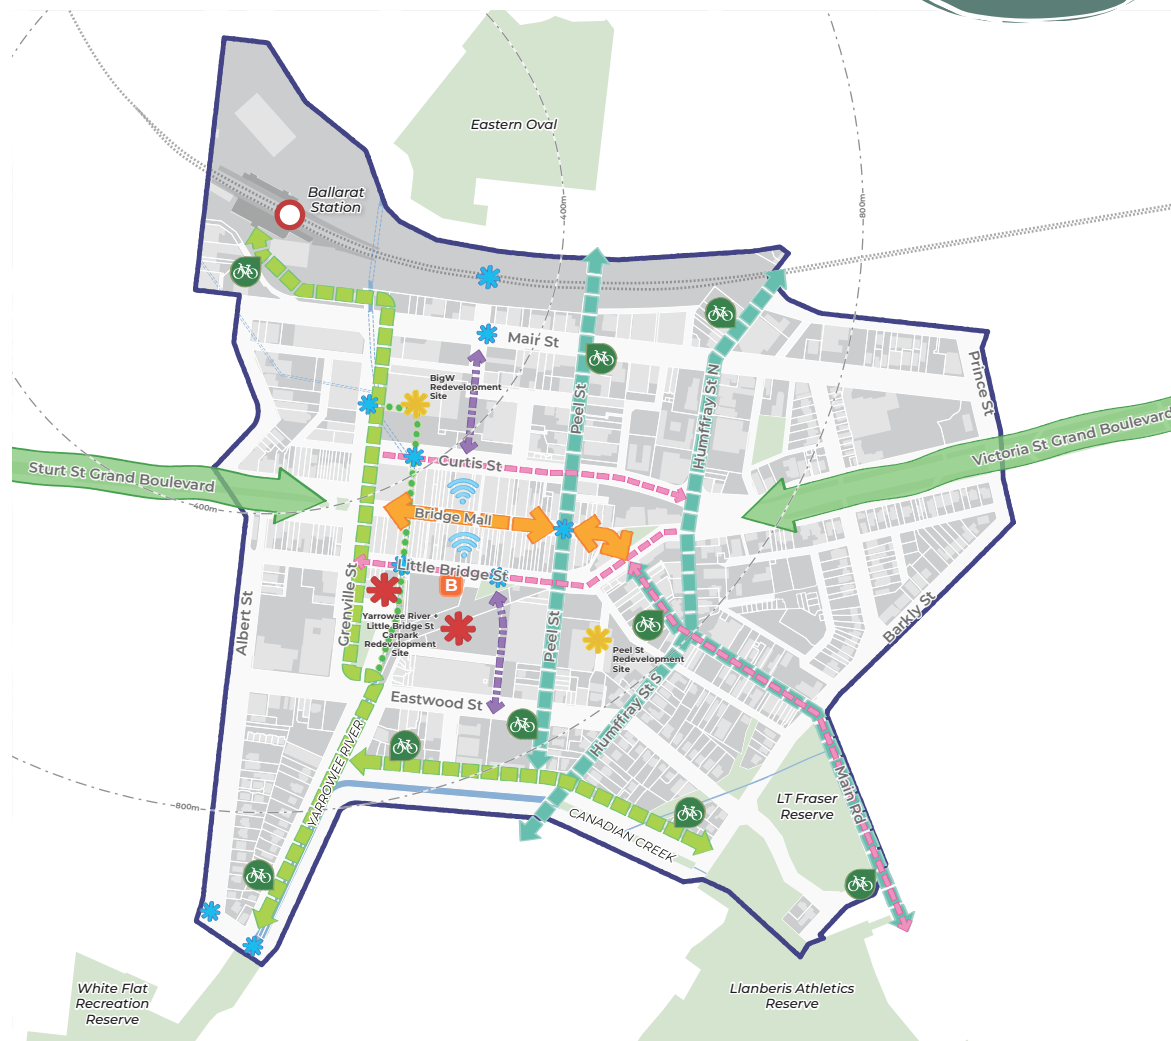 Eastern Oval
Ballarat
Station
400m
800m
Mair St
BigW
Redevelopment
Site
Prince St
Peel St
Humffray St N
Victoria St Grand Boulevard
Sturt St Grand Boulevard
Curtis St
400m
Bridge Mall
Little Bridge St
B
Grenville St
Albert St
Yarrowee River +
Little Bridge St
Carpark
Redevelopment
Site
Peel St
Barkly St
Peel St
Redevelopment
Site
Eastwood St
Humffray St S
YARROWEE RIVER
Main Rd
LT Fraser
Reserve
800m
CANADIAN CREEK
White Flat
Recreation
Reserve
Llanberis Athletics
Reserve